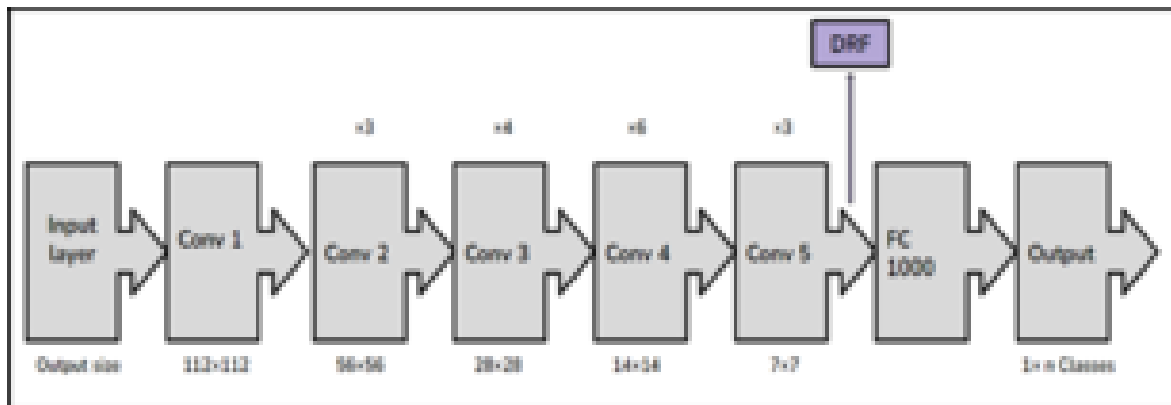 DRF
×3
×4
×6
×3
Input
layer
Conv 1
Conv 2
Conv 3
Conv 4
Conv 5
FC
1000
Output
Output size
112×112
56×56
28×28
14×14
7×7
1× n Classes